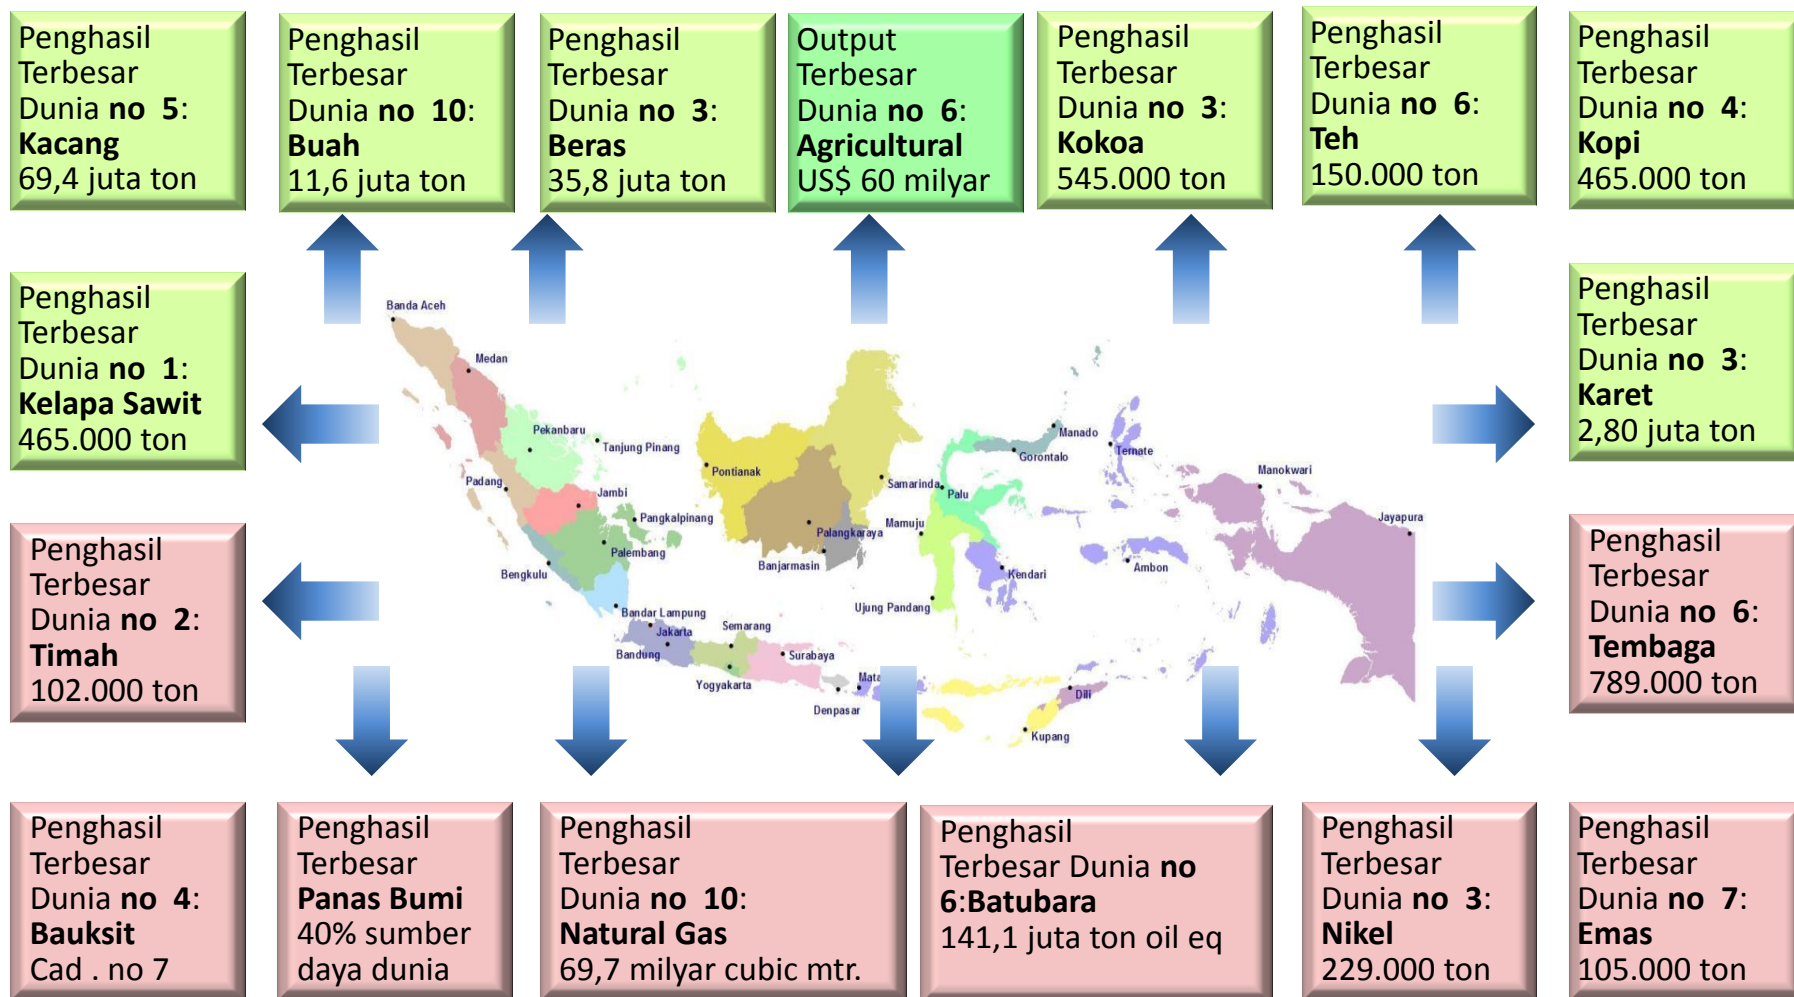 Penghasil
Terbesar
Dunia no 5:
Kacang
69,4 juta ton
Penghasil
Terbesar
Dunia no 10:
Buah
11,6 juta ton
Penghasil
Terbesar
Dunia no 3:
Beras
35,8 juta ton
Output
Terbesar
Dunia no 6:
Agricultural
US$ 60 milyar
Penghasil
Terbesar
Dunia no 3:
Kokoa
545.000 ton
Penghasil
Terbesar
Dunia no 6:
Teh
150.000 ton
Penghasil
Terbesar
Dunia no 4:
Kopi
465.000 ton
Penghasil
Terbesar
Dunia no 1:
Kelapa Sawit
465.000 ton
Banda Aceh
Medan
Pekanbaru
Tanjung Pinang
Padang
Jambi
Pangkalpinang
Palembang
Bengkulu
Bandar Lampung
Jakarta
Bandung
Semarang
Yogyakarta
Surabaya
Denpasar
Mata
Pontianak
Samarinda
Palangkaraya
Banjarmasin
Manado
Gorontalo
Palu
Mamuju
Kendari
Ujung Pandang
Ternate
Ambon
Manokwari
Jayapura
Dili
Kupang
Penghasil
Terbesar
Dunia no 3:
Karet
2,80 juta ton
Penghasil
Terbesar
Dunia no 2:
Timah
102.000 ton
Penghasil
Terbesar
Dunia no 6:
Tembaga
789.000 ton
Penghasil
Terbesar
Dunia no 4:
Bauksit
Cad . no 7
Penghasil
Terbesar
Panas Bumi
40% sumber
daya dunia
Penghasil
Terbesar
Dunia no 10:
Natural Gas
69,7 milyar cubic mtr.
Penghasil
Terbesar Dunia no
6:Batubara
141,1 juta ton oil eq
Penghasil
Terbesar
Dunia no 3:
Nikel
229.000 ton
Penghasil
Terbesar
Dunia no 7:
Emas
105.000 ton